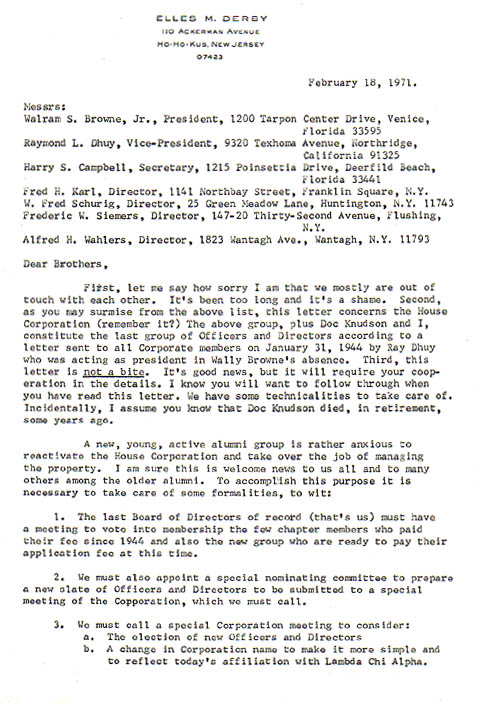 ELLES M. DERBY
110 ACKERMAN AVENUE
HO-HO-KUS, NEW JERSEY
07423
February 18, 1971.
Messrs:
Walram S. Browne, Jr., President, 1200 Tarpon Center Drive, Venice,
Florida 33595
Raymond L. Dhuy, Vice-President, 9320 Texhoma Avenue, Northridge,
California 91325
Harry S. Campbell, Secretary, 1215 Poinsettia Drive, Deerfild Beach,
Florida 33441
Fred H. Karl, Director, 1141 Northbay Street, Franklin Square, N.Y.
W. Fred Schurig, Director, 25 Green Meadow Lane, Huntington, N.Y. 11743
Frederic W. Siemers, Director, 147-20 Thirty-Second Avenue, Flushing,
N.Y.
Alfred H. Wahlers, Director, 1823 Wantagh Ave., Wantagh, N.Y. 11793
Dear Brothers,
First, let me say how sorry I am that we mostly are out of
touch with each other. It's been too long and it's a shame. Second,
as you may surmise from the above list, this letter concerns the House
Corporation (remember it?) The above group, plus Doc Knudson and I,
constitute the last group of Officers and Directors according to a
letter sent to all Corporate members on January 31, 1944 by Ray Dhuy
who was acting as president in Wally Browne's absence. Third, this
letter is not a bite. It's good news, but it will require your coop-
eration in the details. I know you will want to follow through when
you have read this letter. We have some technicalities to take care of.
Incidentally, I assume you know that Doc Knudson died, in retirement,
some years ago.
A new, young, active alumni group is rather anxious to
reactivate the House Corporation and take over the job of managing
the property. I am sure this is welcome news to us all and to many
others among the older alumni. To accomplish this purpose it is
necessary to take care of some formalities, to wit:
1. The last Board of Directors of record (that's us) must have
a meeting to vote into membership the few chapter members who paid
their fee since 1944 and also the new group who are ready to pay their
application fee at this time.
2. We must also appoint a special nominating committee to prepare
a new slate of Officers and Directors to be submitted to a special
meeting of the Copporation, which we must call.
3. We must call a special Corporation meeting to consider:
a. The election of new Officers and Directors
b. A change in Corporation name to make it more simple and
to reflect today's affiliation with Lambda Chi Alpha.